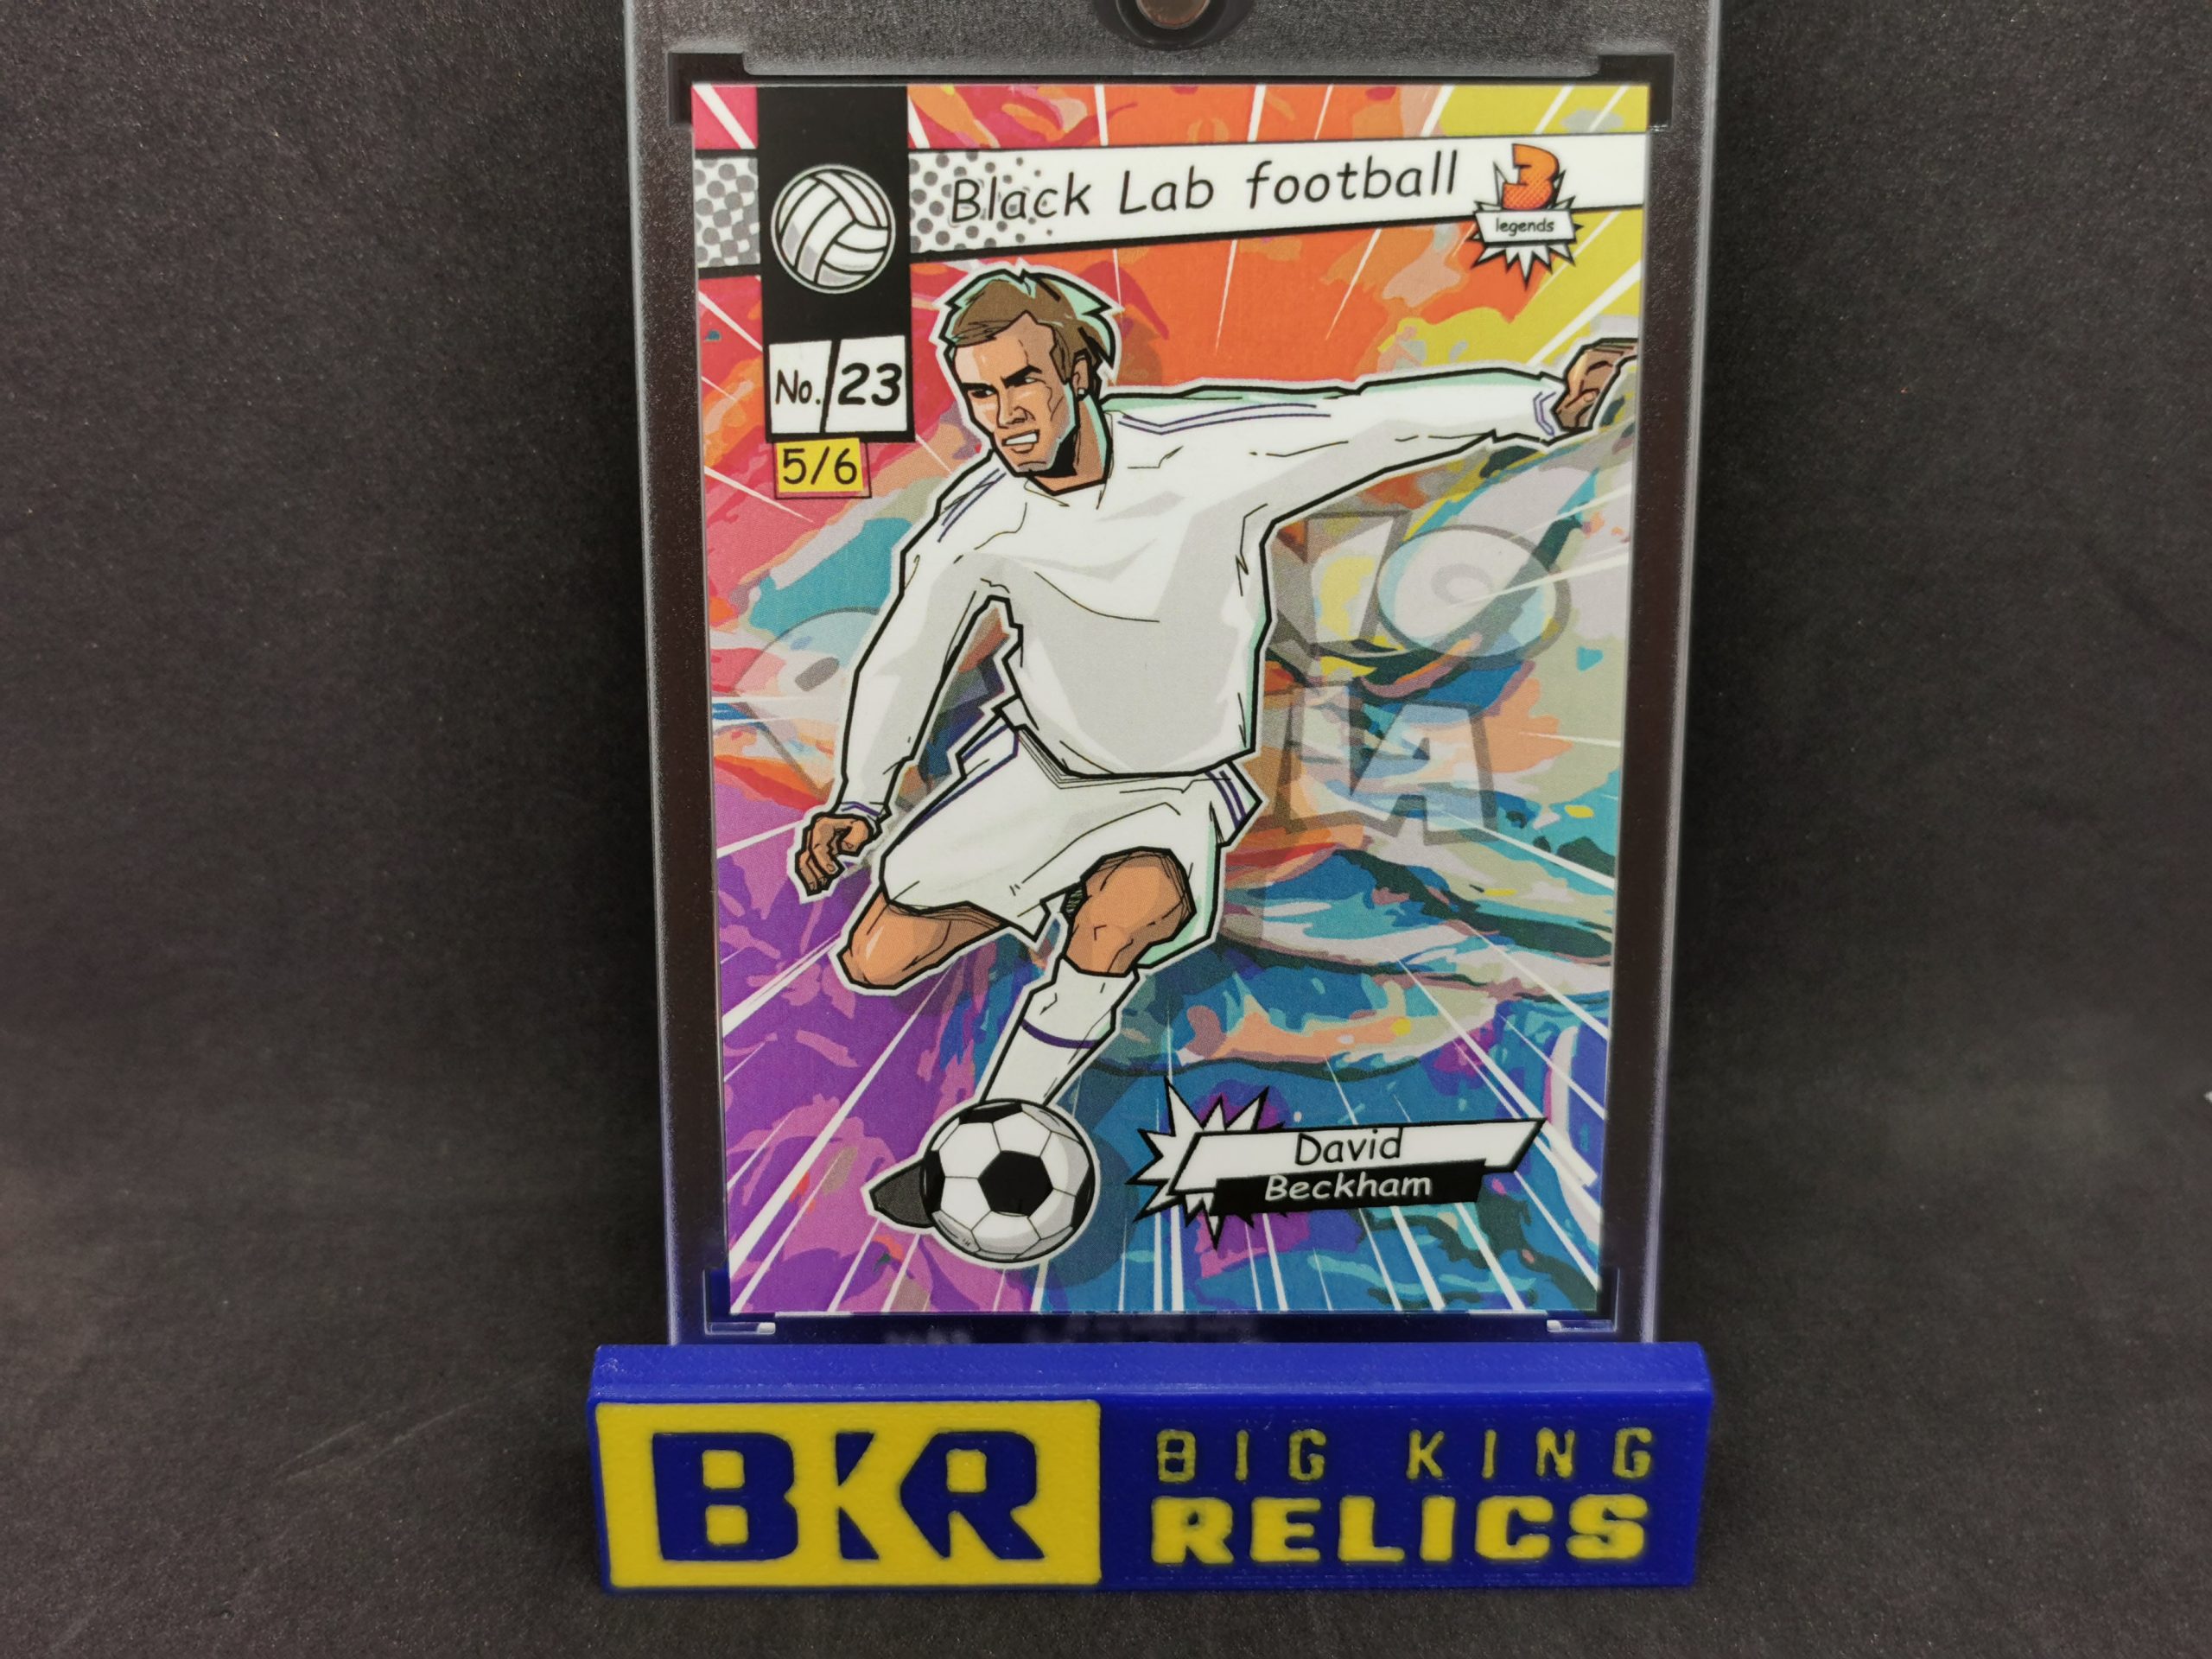 Black Lab football
3
legends
No./23
5/6
David
Beckham
BKR
BIG KING
RELICS